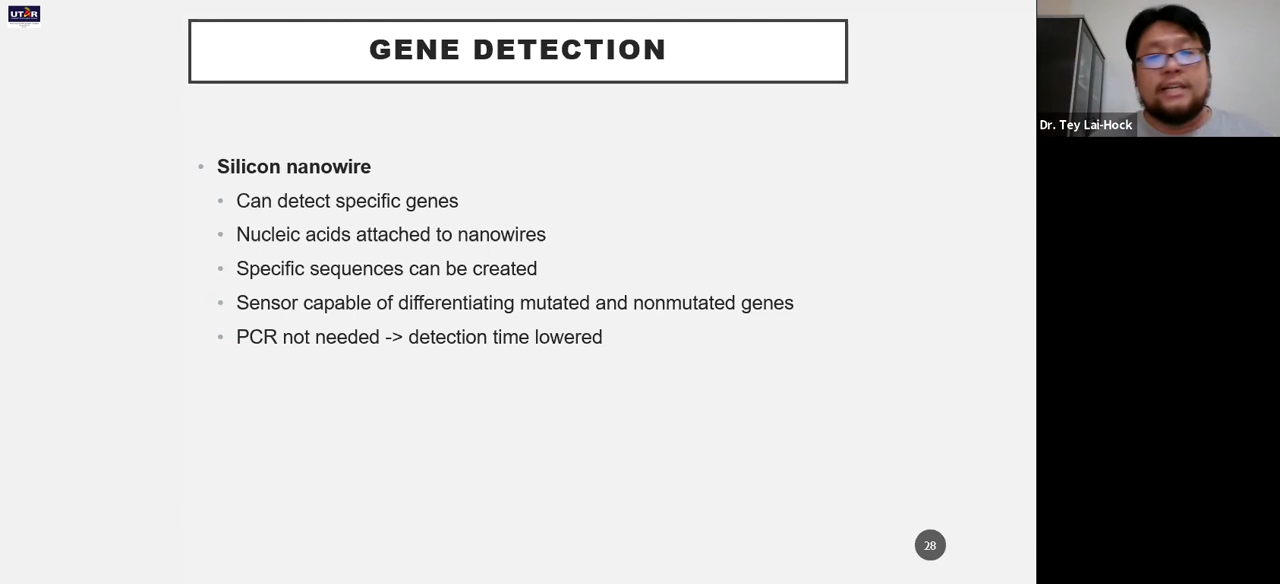 UTAR
GENE DETECTION
Dr. Tey Lai-Hock
• Silicon nanowire
• Can detect specific genes
• Nucleic acids attached to nanowires
• Specific sequences can be created
• Sensor capable of differentiating mutated and nonmutated genes
• PCR not needed -> detection time lowered
28